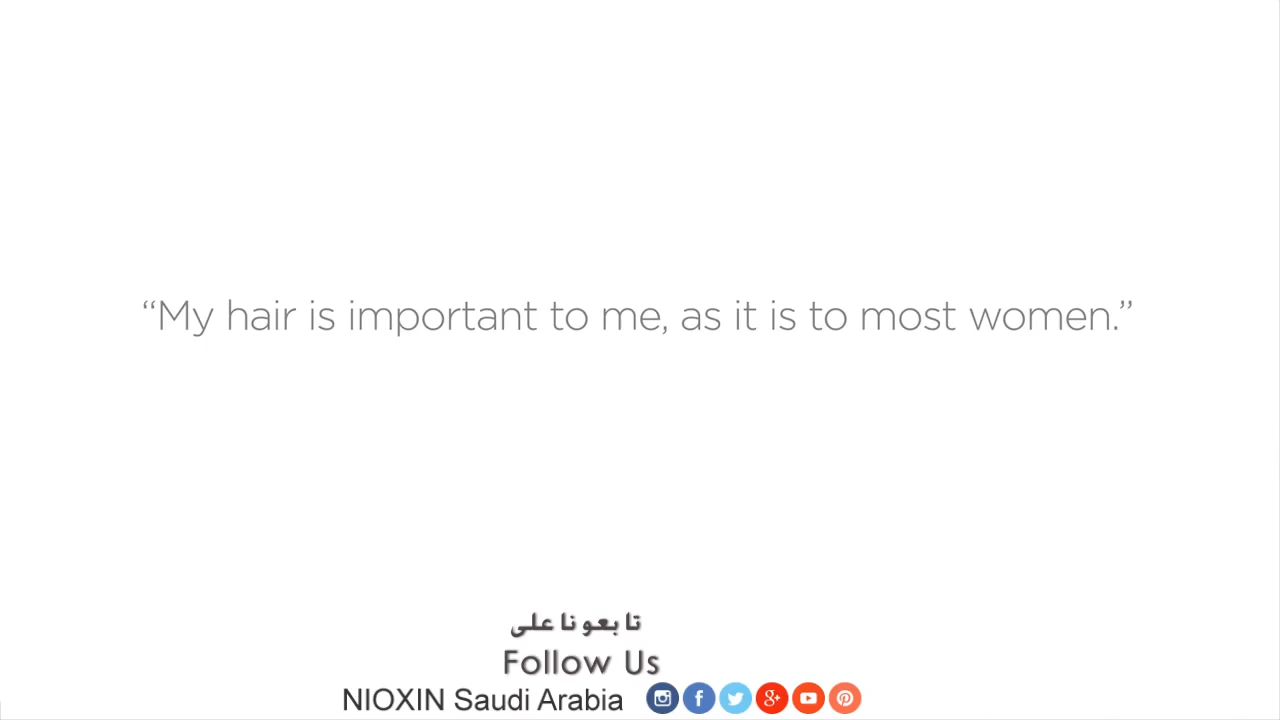 “My hair is important to me, as it is to most women.”
تابعونا على
Follow Us
NIOXIN Saudi Arabia